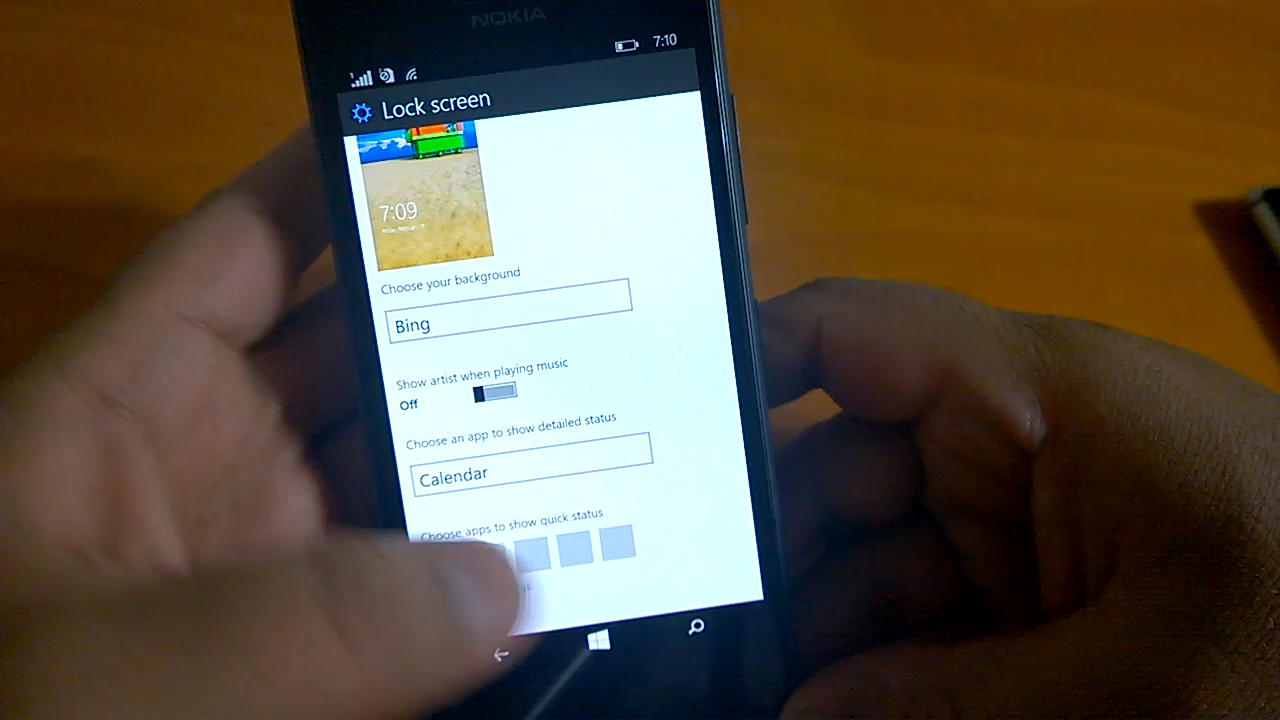 NOKIA
7:10
Lock screen
7:09
Choose your background
Bing
Show artist when playing music
Off
Choose an app to show detailed status
Calendar
Choose apps to show quick status